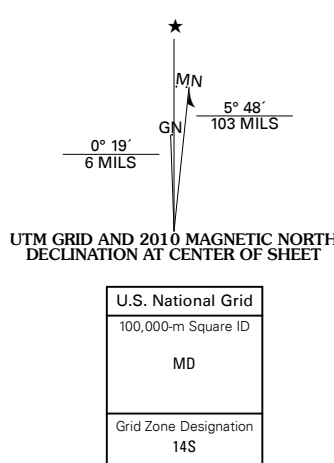 ★
MN
5° 48´
103 MILS
GN
0° 19´
6 MILS
UTM GRID AND 2010 MAGNETIC NORTH
DECLINATION AT CENTER OF SHEET
U.S. National Grid
100,000-m Square ID
MD
Grid Zone Designation
14S